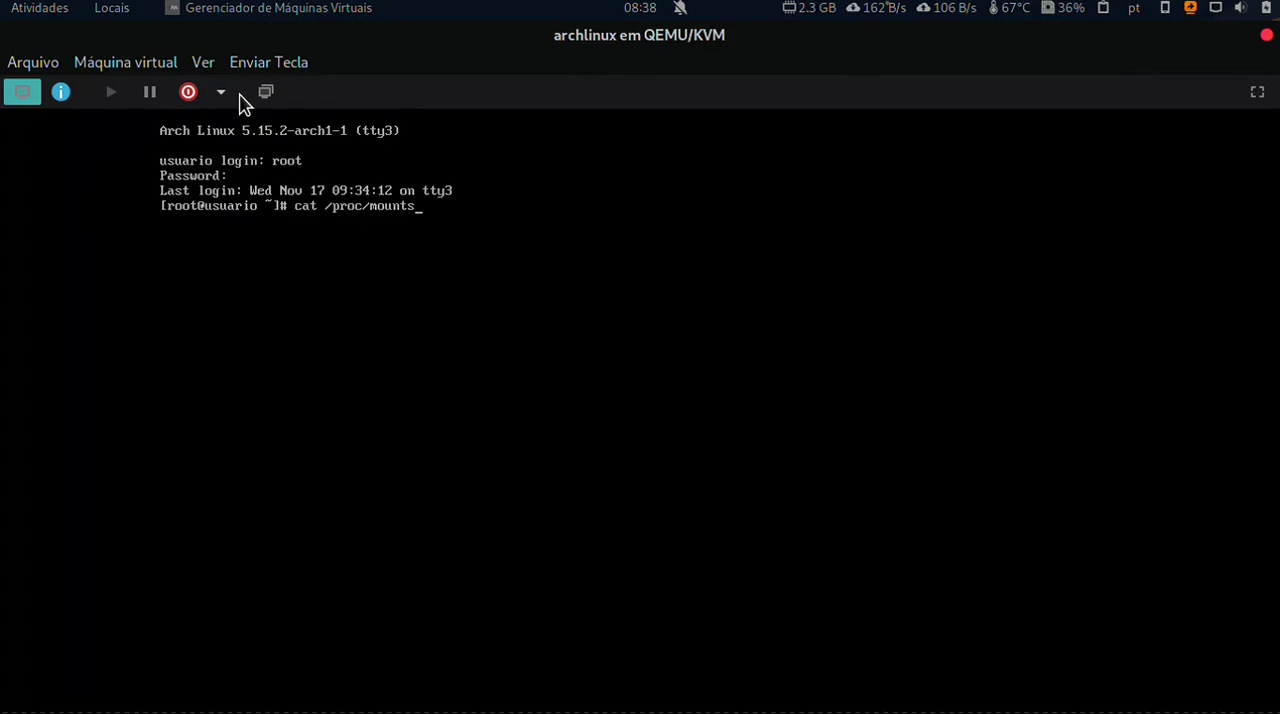 Atividades Locais Gerenciador de Máquinas Virtuais 08:38 2.3 GB 162 B/s 106 B/s 67°C 36% pt
archlinux em QEMU/KVM
Arquivo Máquina virtual Ver Enviar Tecla
Arch Linux 5.15.2-arch1-1 (tty3)
usuario login: root
Password:
Last login: Wed Nov 17 09:34:12 on tty3
[root@usuario ~]# cat /proc/mounts_